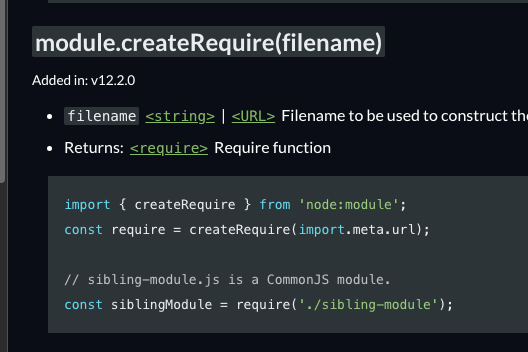 module.createRequire(filename)
Added in: v12.2.0
filename <string> | <URL> Filename to be used to construct the
Returns: <require> Require function
import { createRequire } from 'node:module';
const require = createRequire(import.meta.url);
// sibling-module.js is a CommonJS module.
const siblingModule = require('./sibling-module');